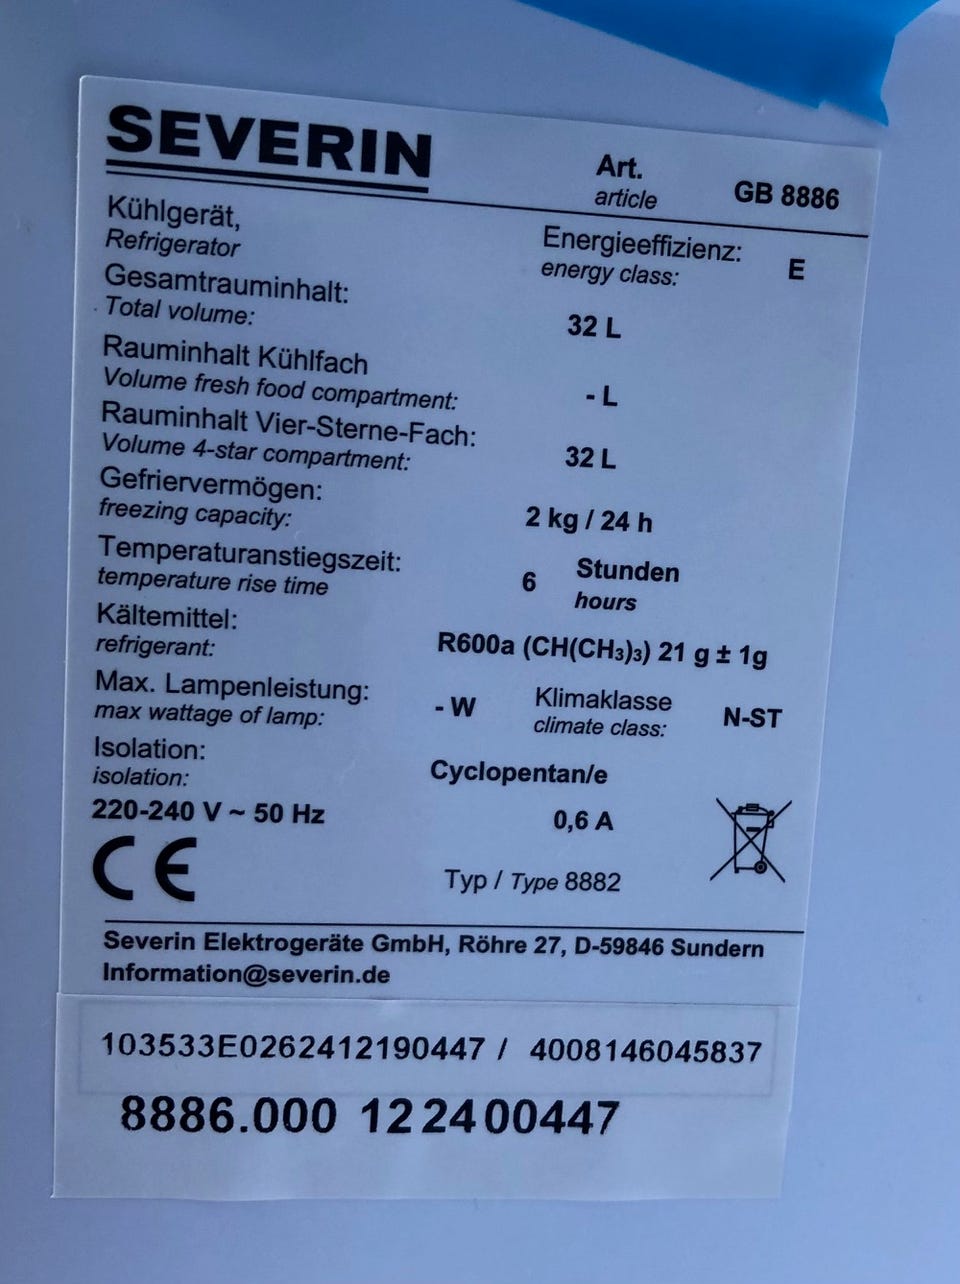 SEVERIN
Art.
article
GB 8886
Kühlgerät,
Refrigerator
Energieeffizienz:
energy class:
E
Gesamtrauminhalt:
Total volume:
32 L
Rauminhalt Kühlfach
Volume fresh food compartment:
- L
Rauminhalt Vier-Sterne-Fach:
Volume 4-star compartment:
32 L
Gefriervermögen:
freezing capacity:
2 kg / 24 h
Temperaturanstiegszeit:
temperature rise time
6
Stunden
hours
Kältemittel:
refrigerant:
R600a (CH(CH₃)₃) 21 g ± 1g
Max. Lampenleistung:
max wattage of lamp:
- W
Klimaklasse
climate class:
N-ST
Isolation:
isolation:
Cyclopentan/e
220-240 V ~ 50 Hz
0,6 A
CE
Typ / Type 8882
Severin Elektrogeräte GmbH, Röhre 27, D-59846 Sundern
Information@severin.de
103533E0262412190447 / 4008146045837
8886.000 122400447